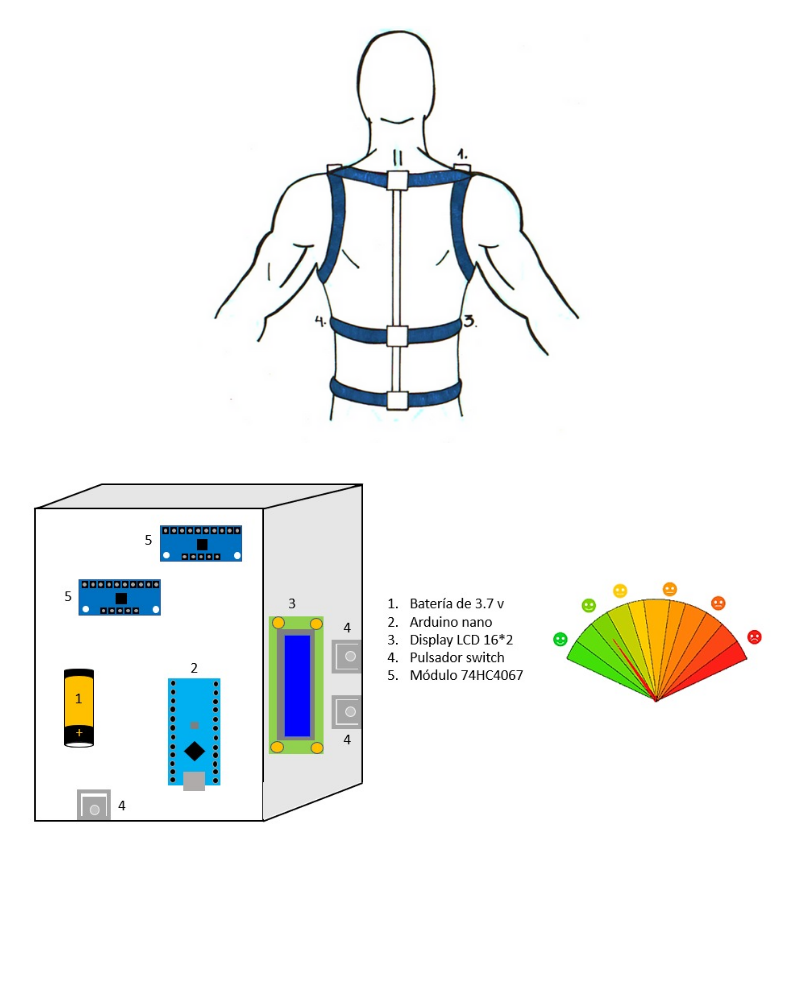 1.
4.
3.
5
5
3
4
2
1
+
4
4
1. Batería de 3.7 v
2. Arduino nano
3. Display LCD 16*2
4. Pulsador switch
5. Módulo 74HC4067